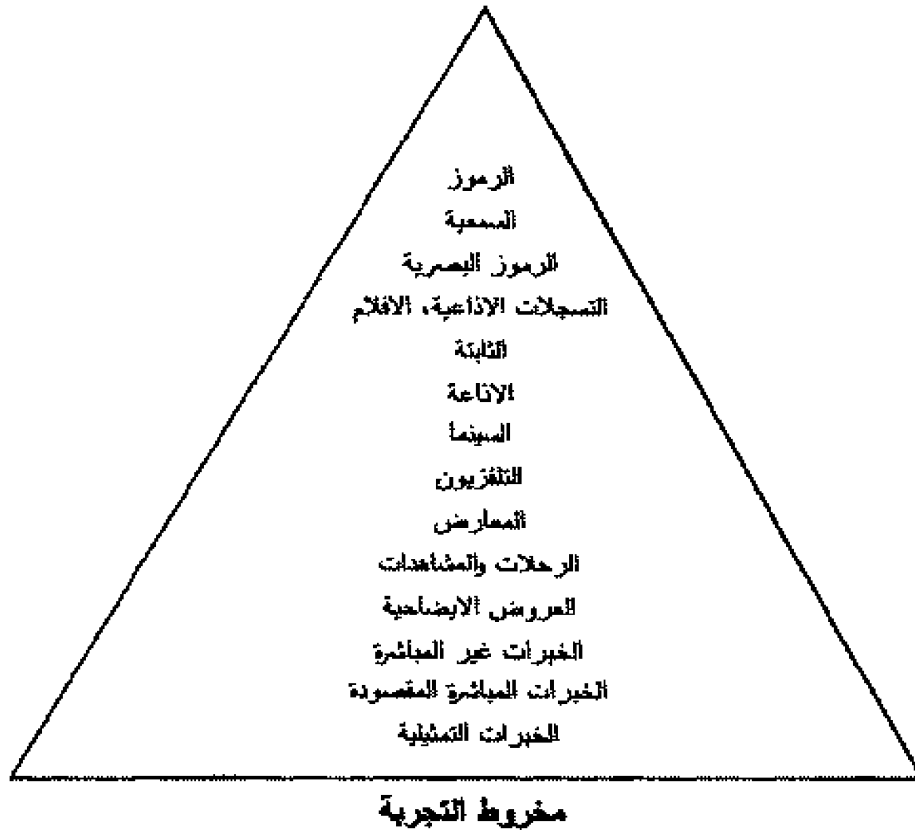 الرموز
السمعية
الرموز البصرية
التسجلات الاذاعية، الافلام
الثابتة
الاذاعة
السينما
التلفزيون
المعارض
الرحلات والمشاهدات
العروض الايضاحية
الخبرات غير المباشرة
الخبرات المباشرة المقصودة
الخبرات التمثيلية
مخروط التجربة